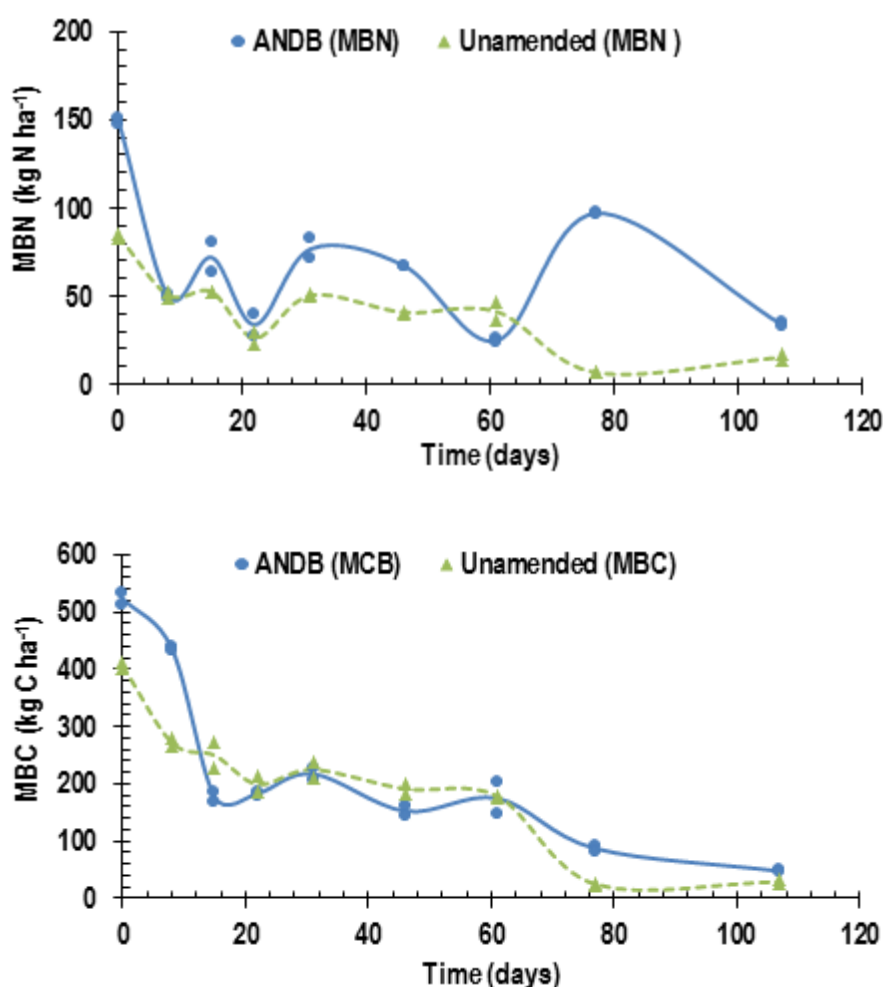 200
ANDB (MBN) Unamended (MBN )
150
100
50
0
MBN (kg N ha⁻¹)
0 20 40 60 80 100 120
Time (days)
600
ANDB (MCB) Unamended (MBC)
500
400
300
200
100
0
MBC (kg C ha⁻¹)
0 20 40 60 80 100 120
Time (days)